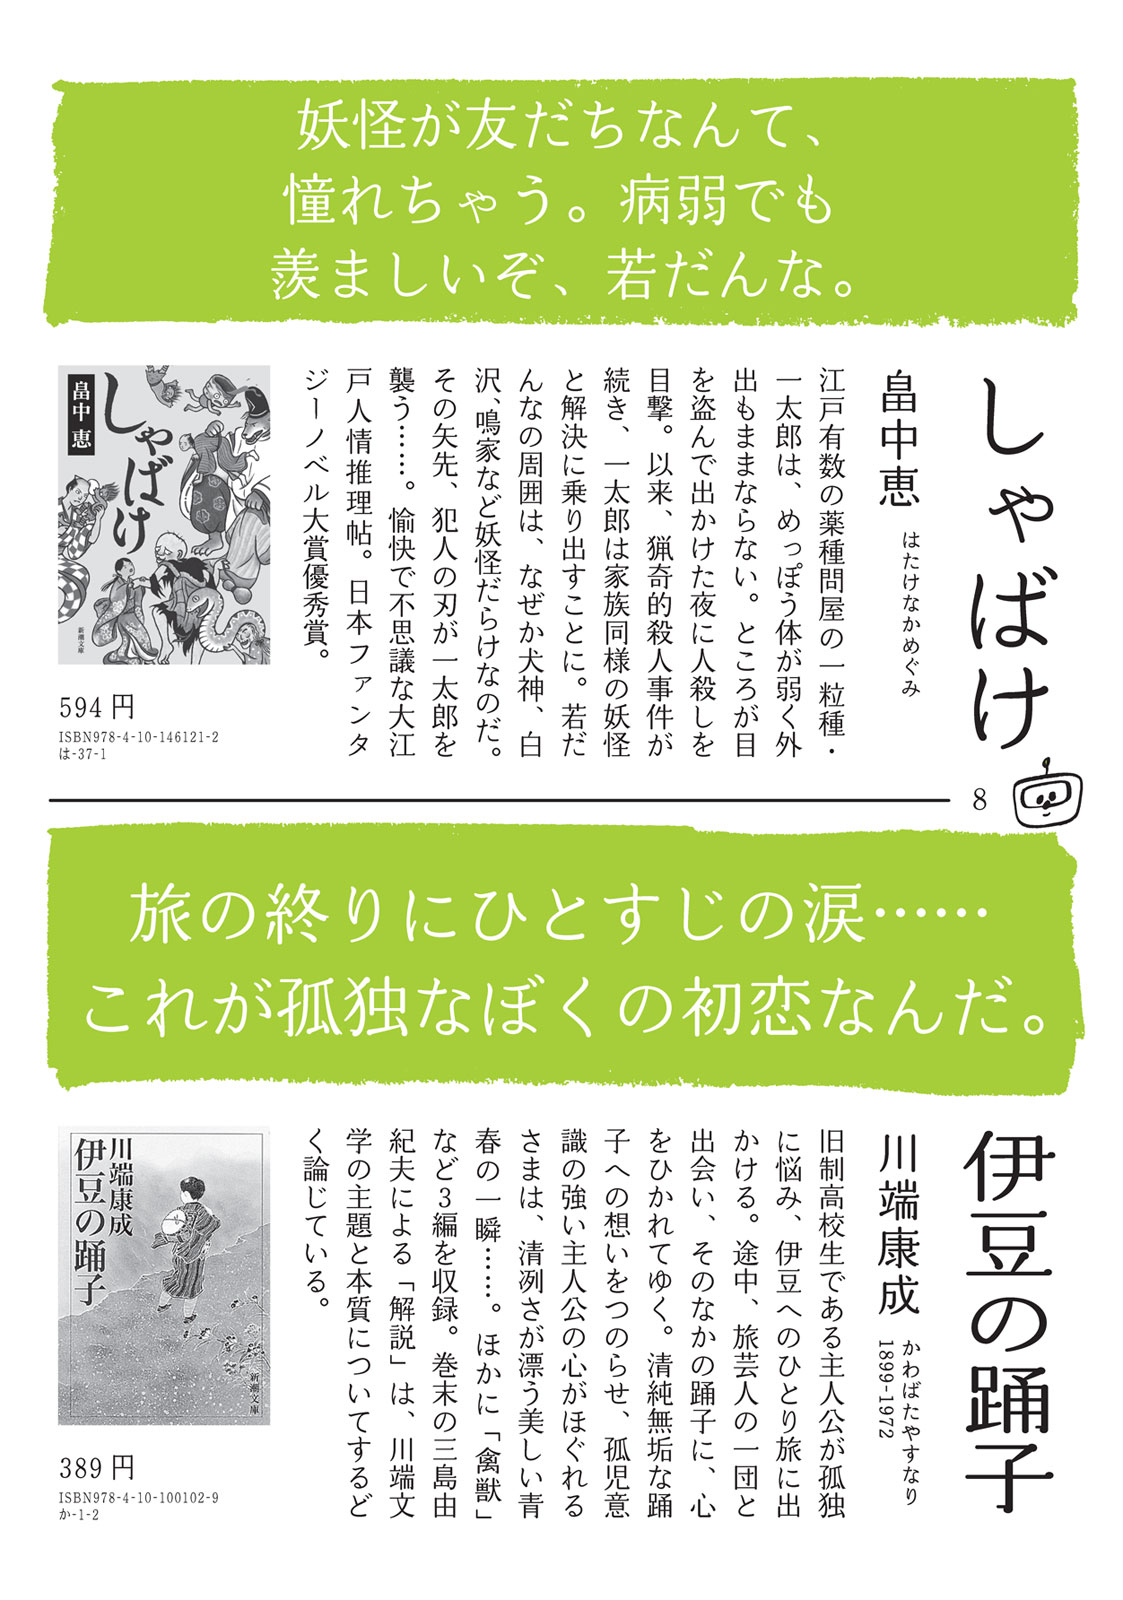 妖怪が友だちなんて、
憧れちゃう。病弱でも
羨ましいぞ、若だんな。
しゃばけ
畠中恵
はたけなかめぐみ
江戸有数の薬種問屋の一粒種・
一太郎は、めっぽう体が弱く外
出もままならない。ところが目
を盗んで出かけた夜に人殺しを
目撃。以来、猟奇的殺人事件が
続き、一太郎は家族同様の妖怪
と解決に乗り出すことに。若だ
んなの周囲は、なぜか犬神、白
沢、鳴家など妖怪だらけなのだ。
その矢先、犯人の刃が一太郎を
襲う……。愉快で不思議な大江
戸人情推理帖。日本ファンタ
ジーノベル大賞優秀賞。
畠中 恵
しゃばけ
新潮文庫
594 円
ISBN978-4-10-146121-2
は-37-1
8
旅の終りにひとすじの涙……
これが孤独なぼくの初恋なんだ。
伊豆の踊子
川端康成
かわばたやすなり
1899-1972
旧制高校生である主人公が孤独
に悩み、伊豆へのひとり旅に出
かける。途中、旅芸人の一団と
出会い、そのなかの踊子に、心
をひかれてゆく。清純無垢な踊
子への想いをつのらせ、孤児意
識の強い主人公の心がほぐれる
さまは、清冽さが漂う美しい青
春の一瞬……。ほかに「禽獣」
など3編を収録。巻末の三島由
紀夫による「解説」は、川端文
学の主題と本質についてするど
く論じている。
川端康成
伊豆の踊子
新潮文庫
389 円
ISBN978-4-10-100102-9
か-1-2